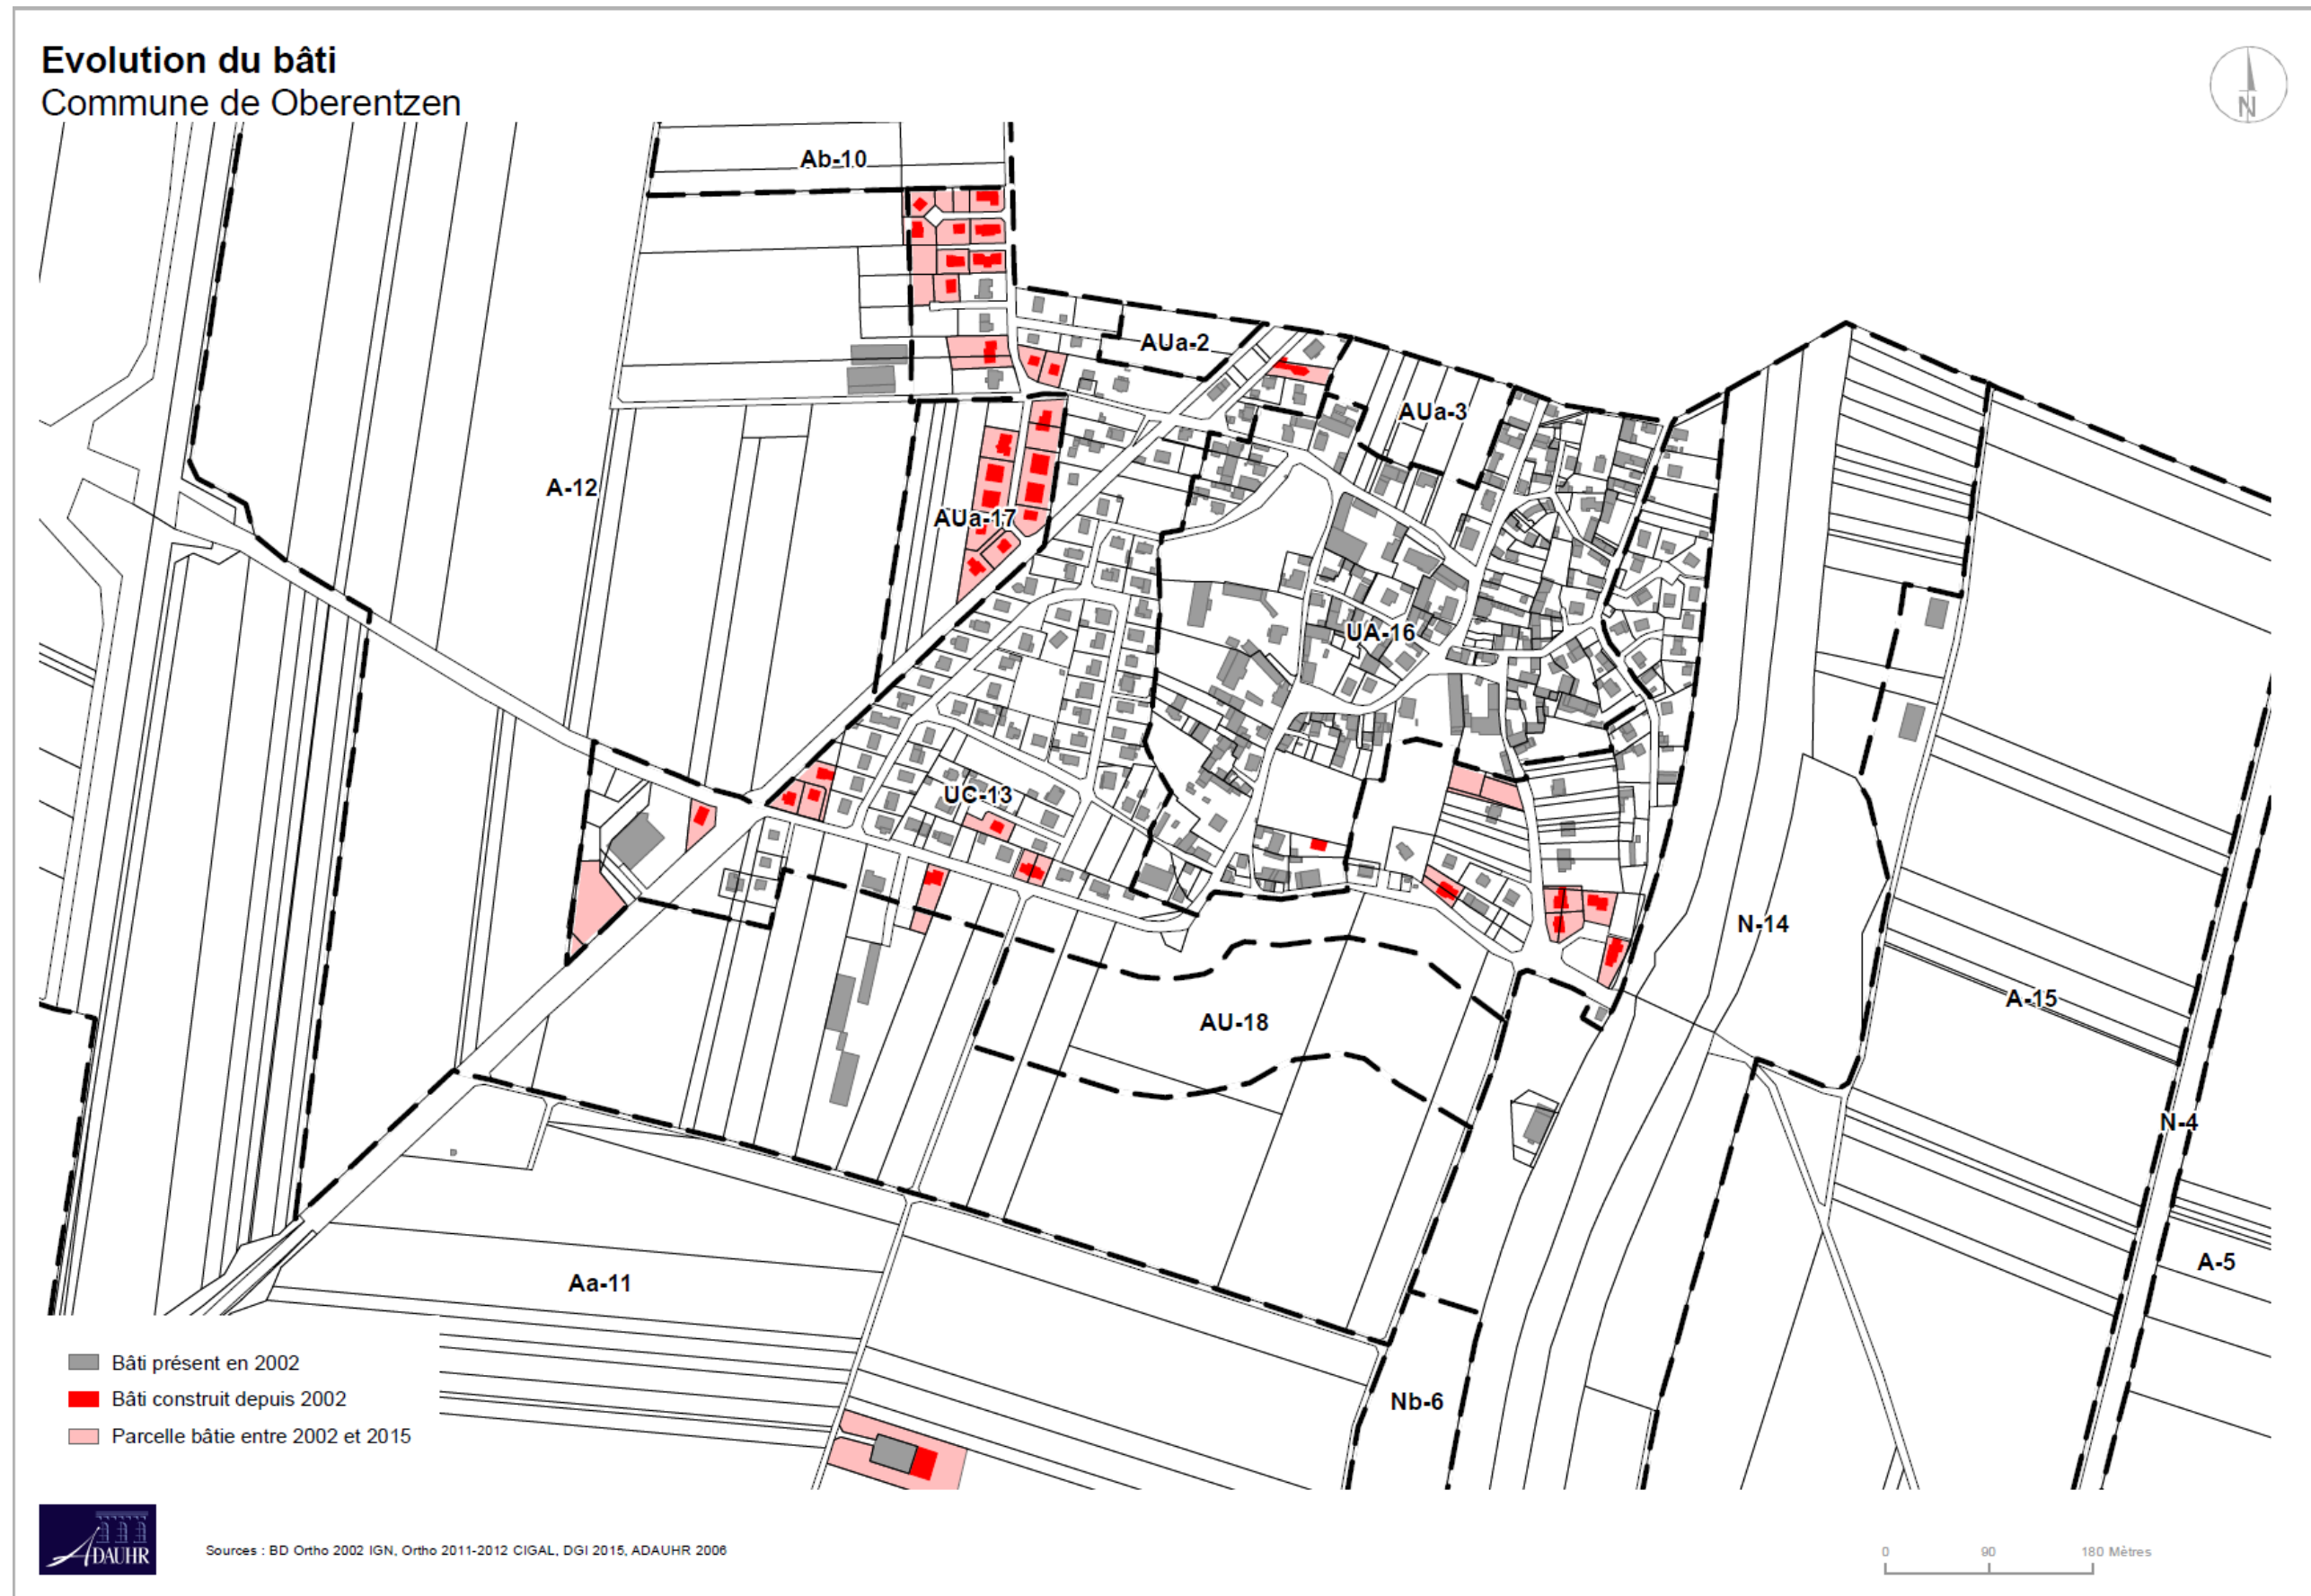 Evolution du bâti
Commune de Oberentzen
N
Ab-10
AUa-2
AUa-3
A-12
AUa-17
UA-16
UC-13
N-14
A-15
AU-18
N-4
A-5
Aa-11
Nb-6
Bâti présent en 2002
Bâti construit depuis 2002
Parcelle bâtie entre 2002 et 2015
ADAUHR
Sources : BD Ortho 2002 IGN, Ortho 2011-2012 CIGAL, DGI 2015, ADAUHR 2006
0 90 180 Mètres